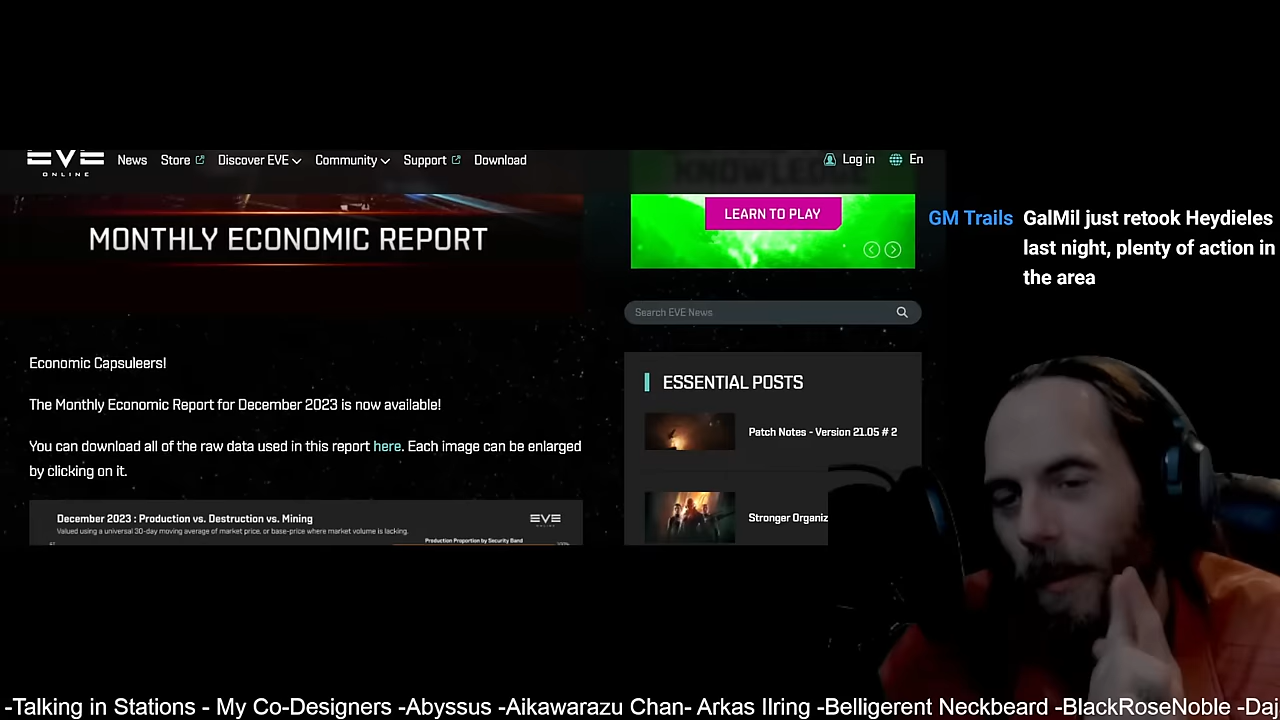 EVE
ONLINE
News Store Discover EVE Community Support Download
Log in En
KNOWLEDGE
LEARN TO PLAY
MONTHLY ECONOMIC REPORT
GM Trails GalMil just retook Heydieles
last night, plenty of action in
the area
Search EVE News
Economic Capsuleers!
The Monthly Economic Report for December 2023 is now available!
You can download all of the raw data used in this report here. Each image can be enlarged
by clicking on it.
ESSENTIAL POSTS
Patch Notes - Version 21.05 # 2
Stronger Organiz
December 2023 : Production vs. Destruction vs. Mining
Valued using a universal 30-day moving average of market price, or base-price where market volume is lacking.
EVE
ONLINE
Production Proportion by Security Band
-Talking in Stations - My Co-Designers -Abyssus -Aikawarazu Chan- Arkas Ilring -Belligerent Neckbeard -BlackRoseNoble -Daj